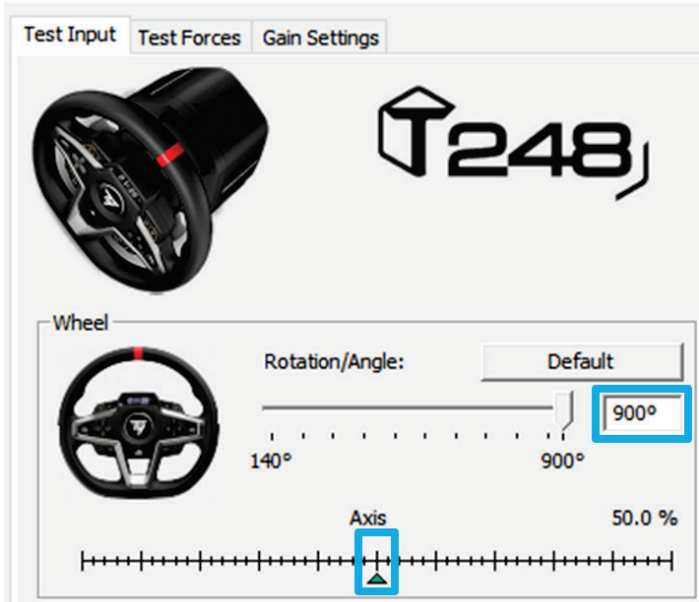 Test Input Test Forces Gain Settings
T248
Wheel
Rotation/Angle: Default
900°
140° 900°
Axis 50.0 %